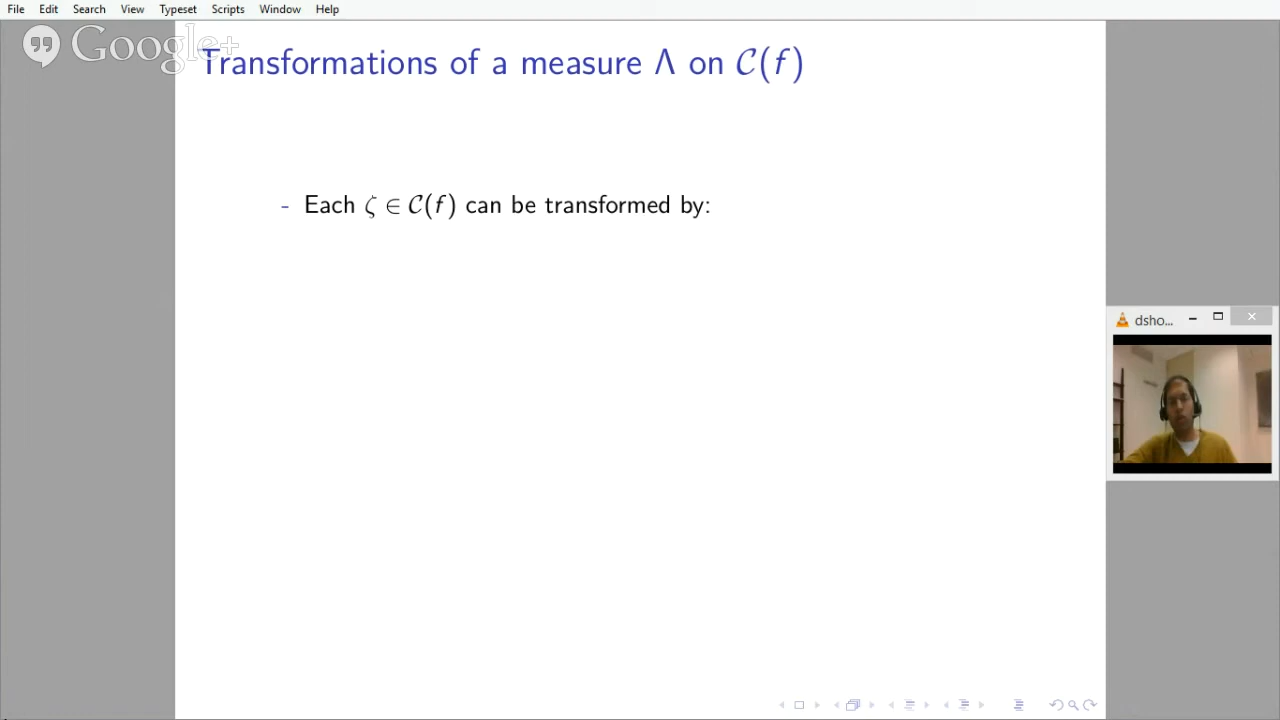 File Edit Search View Typeset Scripts Window Help
Google+
Transformations of a measure Λ on 𝒞(f)
- Each ζ ∈ 𝒞(f) can be transformed by:
dsho...